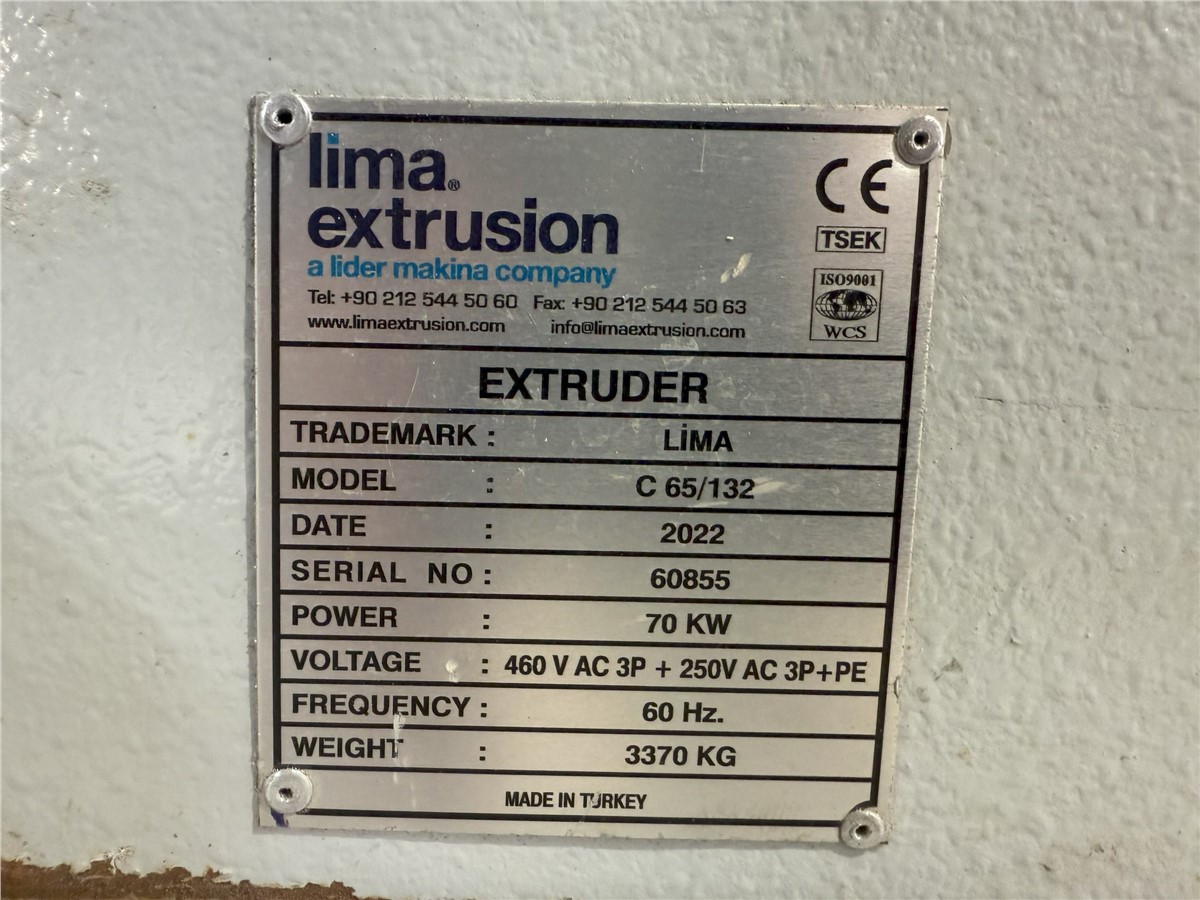 lima®
extrusion
a lider makina company
Tel: +90 212 544 50 60 Fax: +90 212 544 50 63
www.limaextrusion.com info@limaextrusion.com
CE
TSEK
ISO9001
WCS
EXTRUDER
TRADEMARK : LİMA
MODEL : C 65/132
DATE : 2022
SERIAL NO : 60855
POWER : 70 KW
VOLTAGE : 460 V AC 3P + 250V AC 3P+PE
FREQUENCY : 60 Hz.
WEIGHT : 3370 KG
MADE IN TURKEY